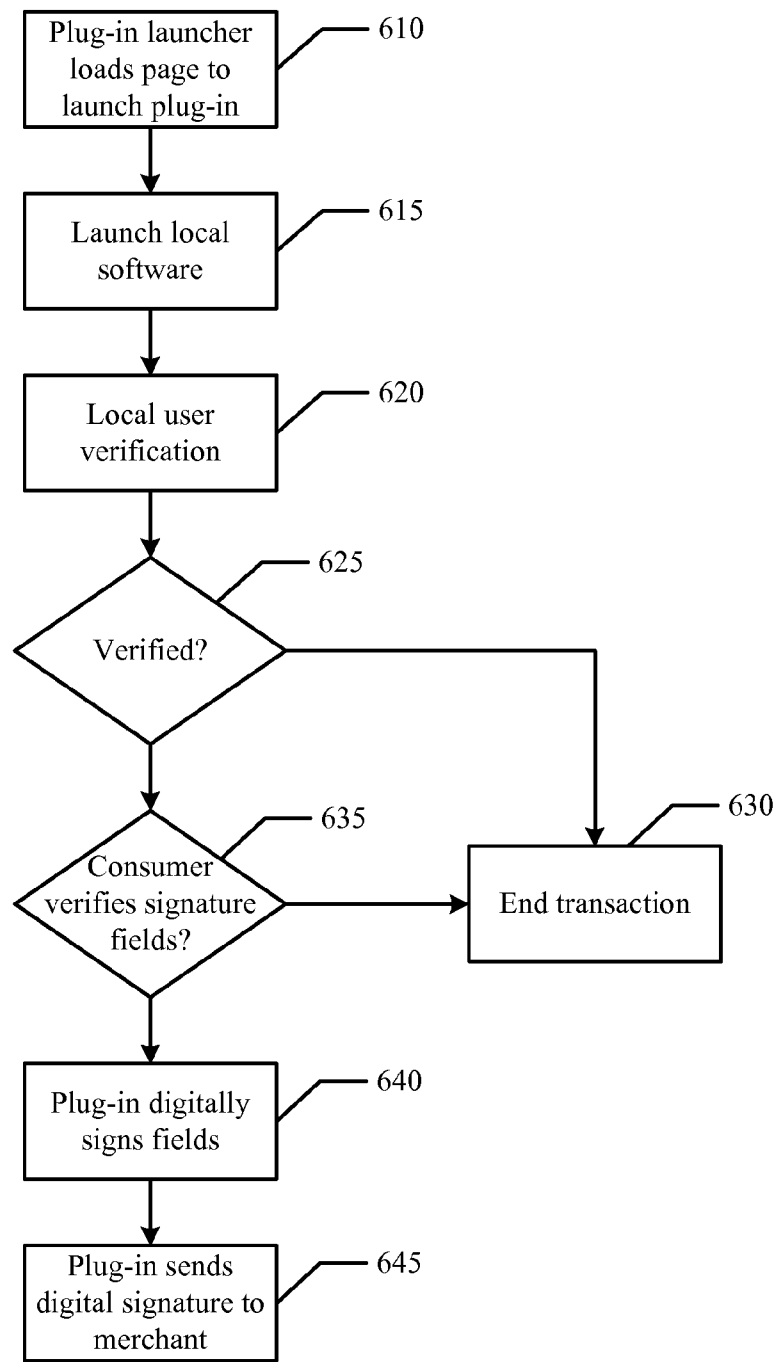 Plug-in launcher
loads page to
launch plug-in
610
Launch local
software
615
Local user
verification
620
Verified?
625
Consumer
verifies signature
fields?
635
End transaction
630
Plug-in digitally
signs fields
640
Plug-in sends
digital signature to
merchant
645